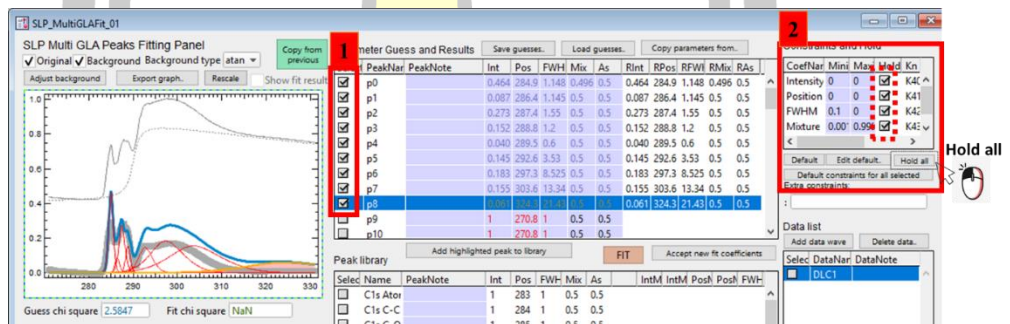 SLP_MultiGLAFit_01
SLP Multi GLA Peaks Fitting Panel
Original Background Background type atan
Copy from previous
Adjust background Export graph.. Rescale Show fit result
1.0
0.8
0.6
0.4
0.2
0.0
280 290 300 310 320 330
Guess chi square 2.5847 Fit chi square NaN
1
meter Guess and Results Save guesses.. Load guesses.. Copy parameters from..
PeakNar PeakNote Int Pos FWH Mix As RInt RPos RFWI RMix RAs
p0 0.464 284.9 1.148 0.496 0.5 0.464 284.9 1.148 0.496 0.5
p1 0.087 286.4 1.145 0.5 0.5 0.087 286.4 1.145 0.5 0.5
p2 0.273 287.4 1.55 0.5 0.5 0.273 287.4 1.55 0.5 0.5
p3 0.152 288.8 1.2 0.5 0.5 0.152 288.8 1.2 0.5 0.5
p4 0.040 289.5 0.6 0.5 0.5 0.040 289.5 0.6 0.5 0.5
p5 0.145 292.6 3.53 0.5 0.5 0.145 292.6 3.53 0.5 0.5
p6 0.183 297.3 8.525 0.5 0.5 0.183 297.3 8.525 0.5 0.5
p7 0.155 303.6 13.34 0.5 0.5 0.155 303.6 13.34 0.5 0.5
p8 0.061 324.3 21.43 0.5 0.5 0.061 324.3 21.43 0.5 0.5
p9 1 270.8 1 0.5 0.5
p10 1 270.8 1 0.5 0.5
Add highlighted peak to library FIT Accept new fit coefficients
Peak library
Selec Name PeakNote Int Pos FWH Mix As IntM IntM PosN PosN FWH
C1s Ator 1 283 1 0.5 0.5
C1s C-C 1 284 1 0.5 0.5
2
Constraints and Hold
CoefNar Mini Max Hold Kn
Intensity 0 0 K40
Position 0 0 K41
FWHM 0.1 0 K42
Mixture 0.00 0.99 K43
Default Edit default.. Hold all
Default constraints for all selected
Extra constraints:
:
Data list
Add data wave Delete data..
Selec DataNar DataNote
DLC1
Hold all